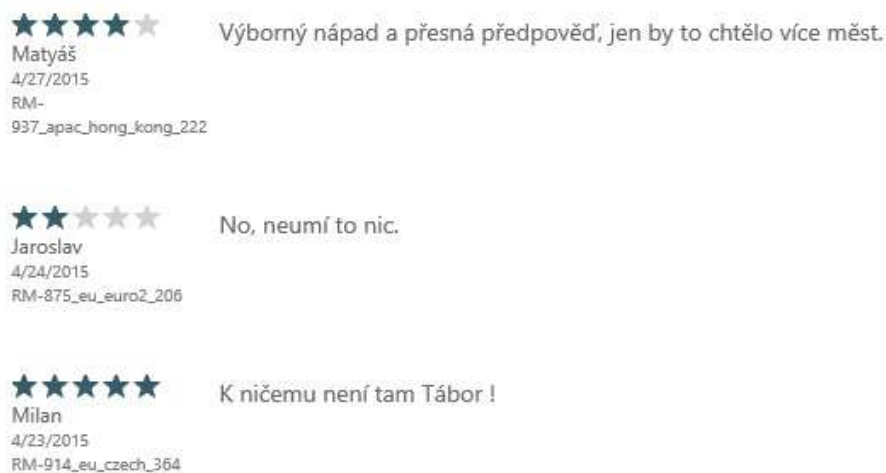 Výborný nápad a přesná předpověď, jen by to chtělo více měst.
Matyáš
4/27/2015
RM-
937_apac_hong_kong_222
No, neumí to nic.
Jaroslav
4/24/2015
RM-875_eu_euro2_206
K ničemu není tam Tábor !
Milan
4/23/2015
RM-914_eu_czech_364